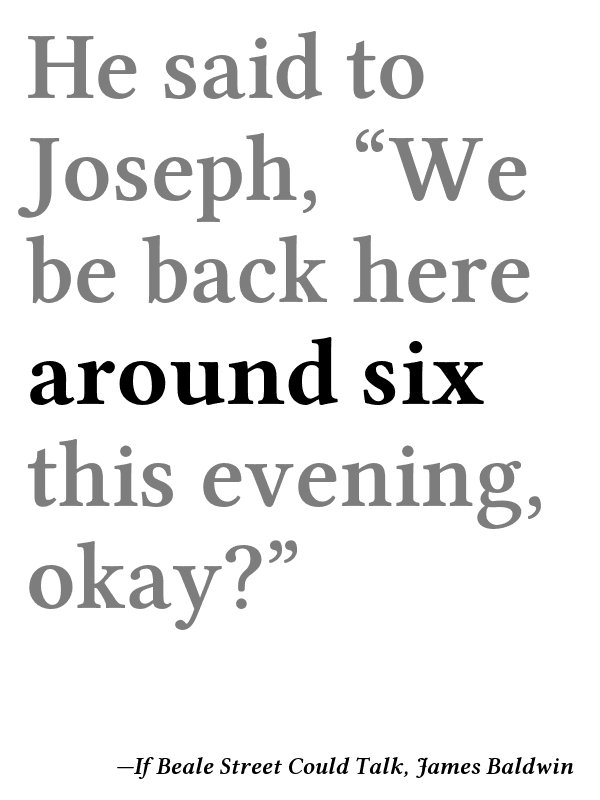 He said to
Joseph, “We
be back here
around six
this evening,
okay?”
—If Beale Street Could Talk, James Baldwin